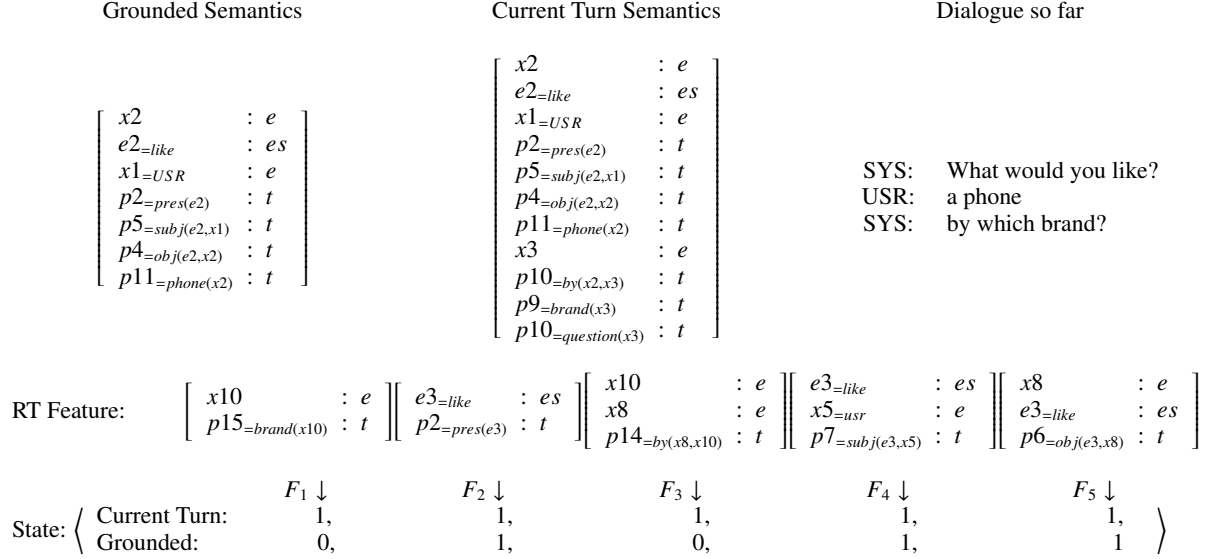 Grounded Semantics Current Turn Semantics Dialogue so far
x2 : e
e2=like : es
x1=USR : e
p2=pres(e2) : t
p5=subj(e2,x1) : t
p4=obj(e2,x2) : t
p11=phone(x2) : t
x2 : e
e2=like : es
x1=USR : e
p2=pres(e2) : t
p5=subj(e2,x1) : t
p4=obj(e2,x2) : t
p11=phone(x2) : t
x3 : e
p10=by(x2,x3) : t
p9=brand(x3) : t
p10=question(x3) : t
SYS: What would you like?
USR: a phone
SYS: by which brand?
RT Feature:
x10 : e
p15=brand(x10) : t
e3=like : es
p2=pres(e3) : t
x10 : e
x8 : e
p14=by(x8,x10) : t
e3=like : es
x5=usr : e
p7=subj(e3,x5) : t
x8 : e
e3=like : es
p6=obj(e3,x8) : t
F1 ↓ F2 ↓ F3 ↓ F4 ↓ F5 ↓
State: ⟨ Current Turn: 1, 1, 1, 1, 1,
Grounded: 0, 1, 0, 1, 1 ⟩